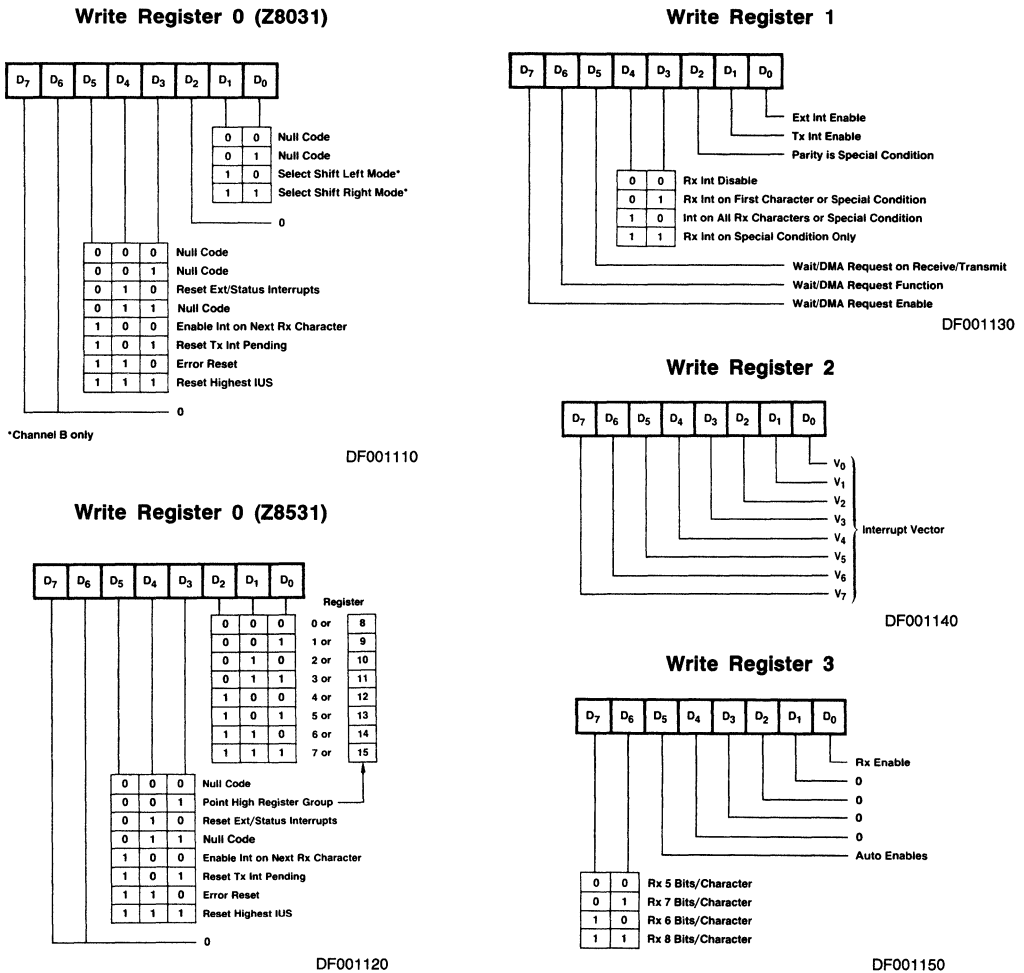 Write Register 0 (Z8031)
D7 D6 D5 D4 D3 D2 D1 D0
0 0 Null Code
0 1 Null Code
1 0 Select Shift Left Mode*
1 1 Select Shift Right Mode*
0
0 0 0 Null Code
0 0 1 Null Code
0 1 0 Reset Ext/Status Interrupts
0 1 1 Null Code
1 0 0 Enable Int on Next Rx Character
1 0 1 Reset Tx Int Pending
1 1 0 Error Reset
1 1 1 Reset Highest IUS
0
*Channel B only
DF001110
Write Register 0 (Z8531)
D7 D6 D5 D4 D3 D2 D1 D0
Register
0 0 0 0 or 8
0 0 1 1 or 9
0 1 0 2 or 10
0 1 1 3 or 11
1 0 0 4 or 12
1 0 1 5 or 13
1 1 0 6 or 14
1 1 1 7 or 15
0 0 0 Null Code
0 0 1 Point High Register Group
0 1 0 Reset Ext/Status Interrupts
0 1 1 Null Code
1 0 0 Enable Int on Next Rx Character
1 0 1 Reset Tx Int Pending
1 1 0 Error Reset
1 1 1 Reset Highest IUS
0
DF001120
Write Register 1
D7 D6 D5 D4 D3 D2 D1 D0
Ext Int Enable
Tx Int Enable
Parity is Special Condition
0 0 Rx Int Disable
0 1 Rx Int on First Character or Special Condition
1 0 Int on All Rx Characters or Special Condition
1 1 Rx Int on Special Condition Only
Wait/DMA Request on Receive/Transmit
Wait/DMA Request Function
Wait/DMA Request Enable
DF001130
Write Register 2
D7 D6 D5 D4 D3 D2 D1 D0
V0
V1
V2
V3
Interrupt Vector
V4
V5
V6
V7
DF001140
Write Register 3
D7 D6 D5 D4 D3 D2 D1 D0
Rx Enable
0
0
0
0
Auto Enables
0 0 Rx 5 Bits/Character
0 1 Rx 7 Bits/Character
1 0 Rx 6 Bits/Character
1 1 Rx 8 Bits/Character
DF001150